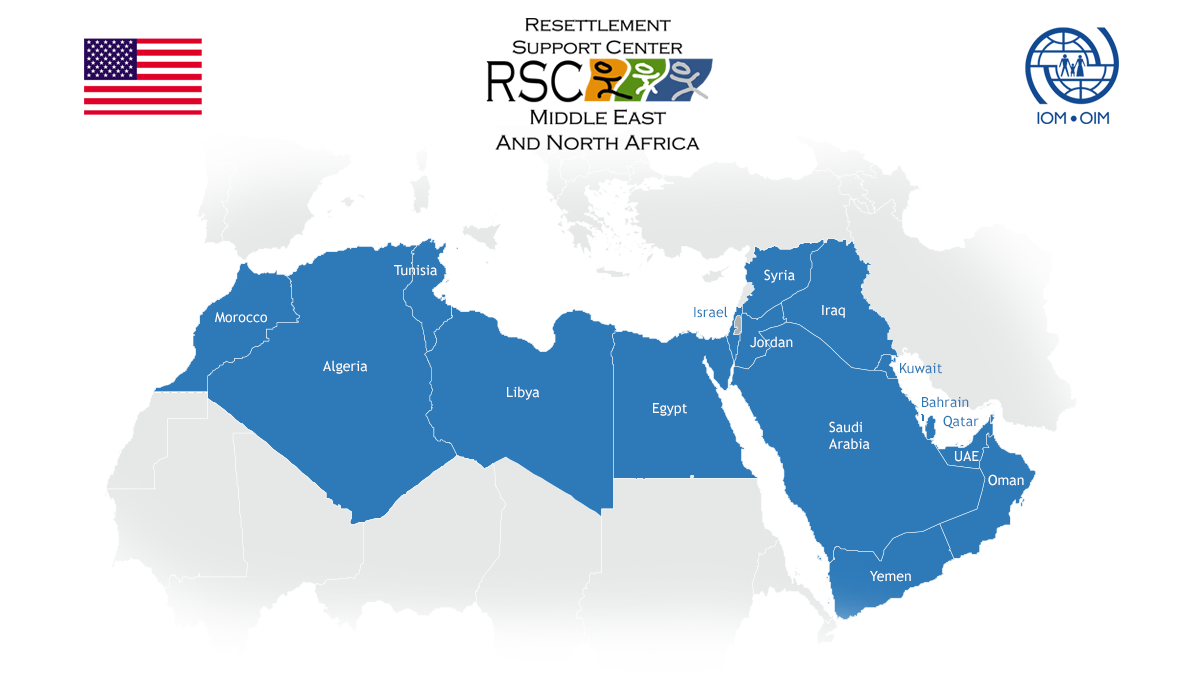 RESETTLEMENT
SUPPORT CENTER
RSC
MIDDLE EAST
AND NORTH AFRICA
IOM • OIM
Tunisia
Syria
Morocco
Israel
Iraq
Jordan
Algeria
Kuwait
Libya
Egypt
Bahrain
Qatar
Saudi
Arabia
UAE
Oman
Yemen